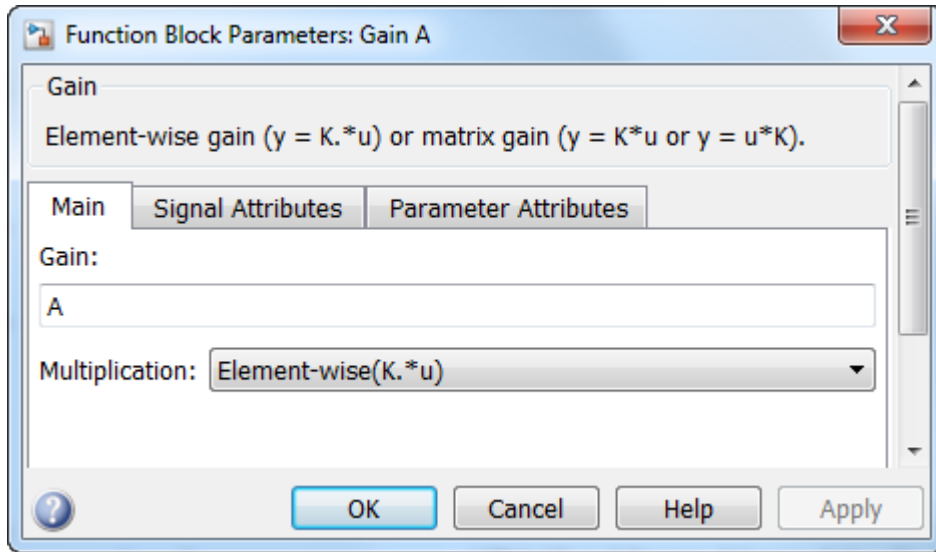 Function Block Parameters: Gain A
Gain
Element-wise gain (y = K.*u) or matrix gain (y = K*u or y = u*K).
Main Signal Attributes Parameter Attributes
Gain:
A
Multiplication: Element-wise(K.*u)
OK Cancel Help Apply